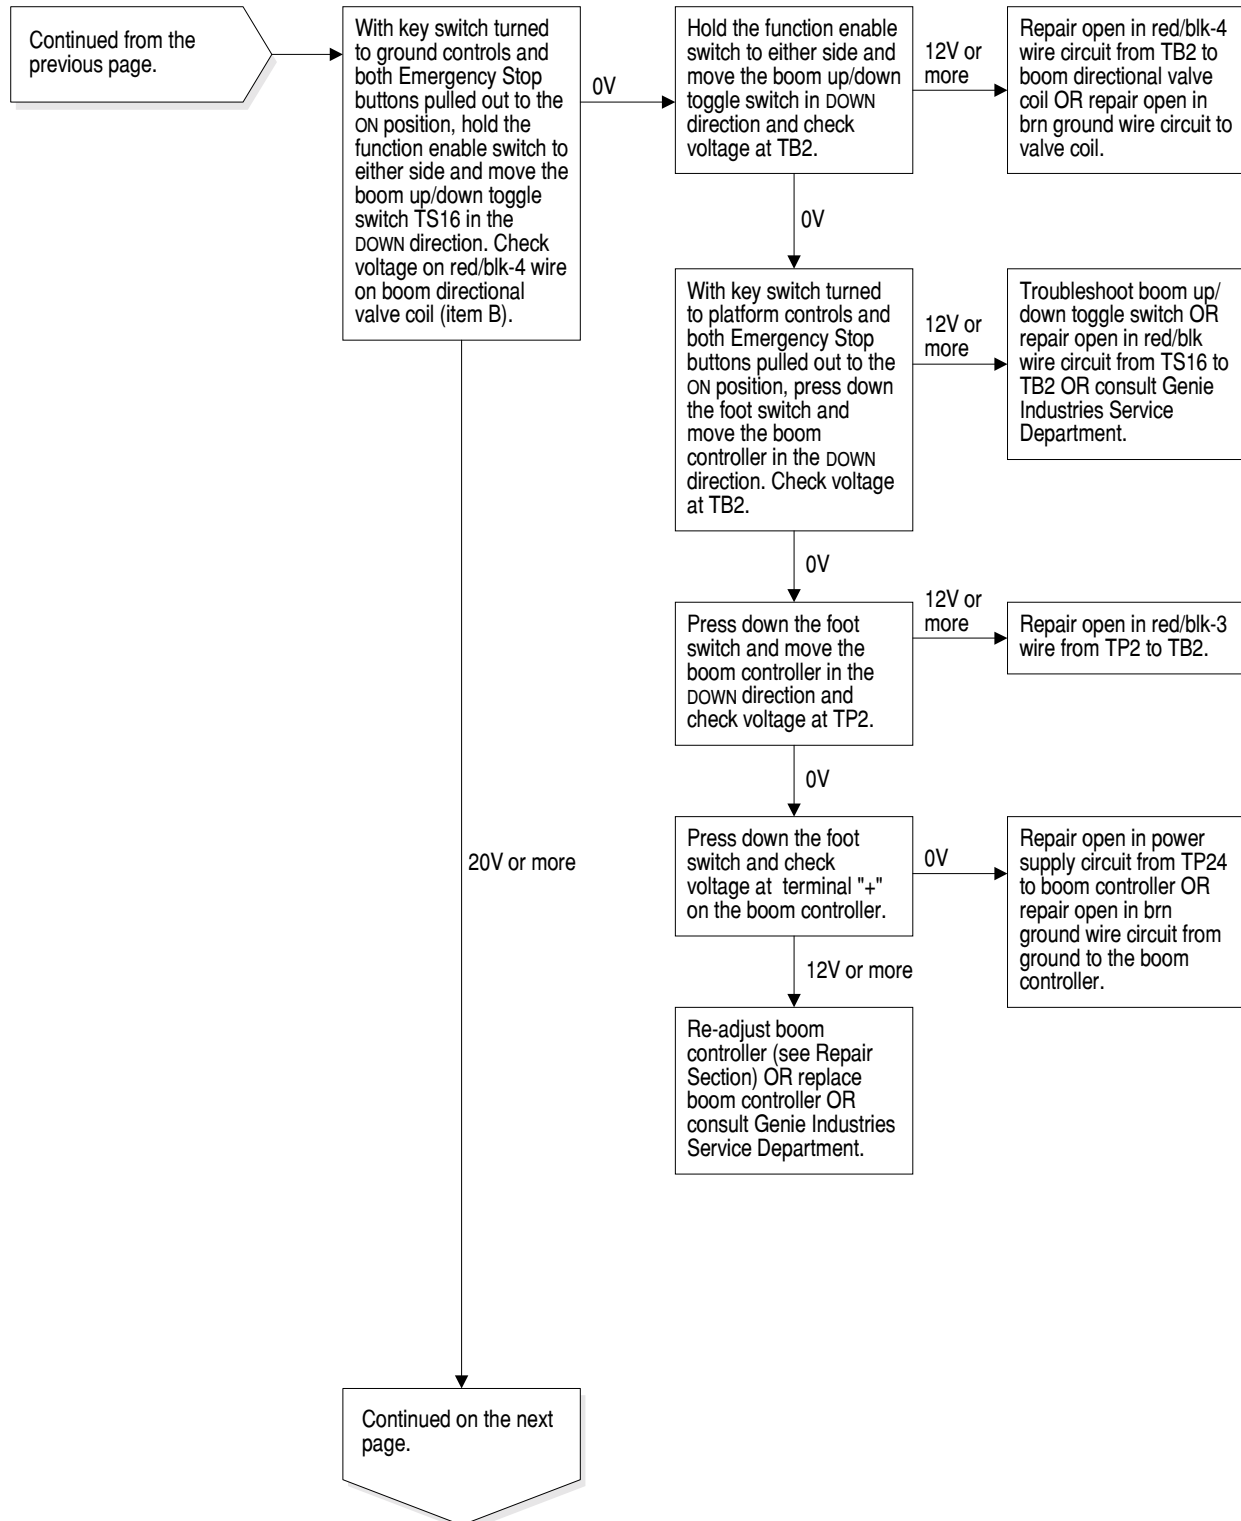 Continued from the
previous page.
With key switch turned
to ground controls and
both Emergency Stop
buttons pulled out to the
ON position, hold the
function enable switch to
either side and move the
boom up/down toggle
switch TS16 in the
DOWN direction. Check
voltage on red/blk-4 wire
on boom directional
valve coil (item B).
0V
Hold the function enable
switch to either side and
move the boom up/down
toggle switch in DOWN
direction and check
voltage at TB2.
12V or
more
Repair open in red/blk-4
wire circuit from TB2 to
boom directional valve
coil OR repair open in
brn ground wire circuit to
valve coil.
0V
With key switch turned
to platform controls and
both Emergency Stop
buttons pulled out to the
ON position, press down
the foot switch and
move the boom
controller in the DOWN
direction. Check voltage
at TB2.
12V or
more
Troubleshoot boom up/
down toggle switch OR
repair open in red/blk
wire circuit from TS16 to
TB2 OR consult Genie
Industries Service
Department.
0V
Press down the foot
switch and move the
boom controller in the
DOWN direction and
check voltage at TP2.
12V or
more
Repair open in red/blk-3
wire from TP2 to TB2.
0V
Press down the foot
switch and check
voltage at terminal "+"
on the boom controller.
0V
Repair open in power
supply circuit from TP24
to boom controller OR
repair open in brn
ground wire circuit from
ground to the boom
controller.
12V or more
Re-adjust boom
controller (see Repair
Section) OR replace
boom controller OR
consult Genie Industries
Service Department.
20V or more
Continued on the next
page.